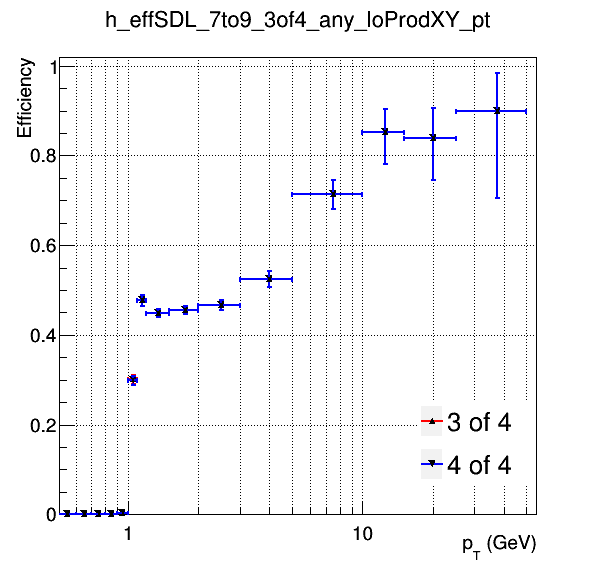 h_effSDL_7to9_3of4_any_loProdXY_pt
Efficiency
1
0.8
0.6
0.4
0.2
0
3 of 4
4 of 4
1
10
p_T (GeV)